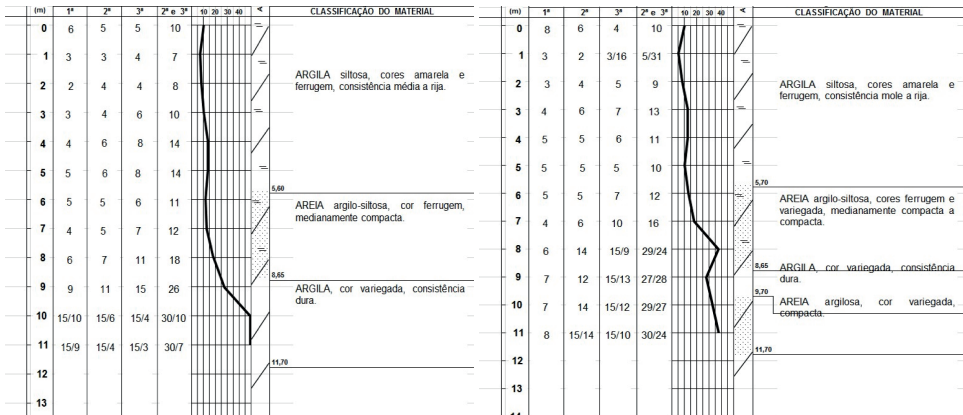 (m) 1ª 2ª 3ª 2ª e 3ª 10 20 30 40 A CLASSIFICAÇÃO DO MATERIAL
0 6 5 5 10
1 3 3 4 7
2 2 4 4 8
ARGILA siltosa, cores amarela e
ferrugem, consistência média a rija.
3 3 4 6 10
4 4 6 8 14
5 5 6 8 14
5,60
6 5 5 6 11
AREIA argilo-siltosa, cor ferrugem,
medianamente compacta.
7 4 5 7 12
8 6 7 11 18
8,65
9 9 11 15 26
ARGILA, cor variegada, consistência
dura.
10 15/10 15/6 15/4 30/10
11 15/9 15/4 15/3 30/7
11,70
12
13
(m) 1ª 2ª 3ª 2ª e 3ª 10 20 30 40 A CLASSIFICAÇÃO DO MATERIAL
0 8 6 4 10
1 3 2 3/16 5/31
2 3 4 5 9
ARGILA siltosa, cores amarela e
ferrugem, consistência mole a rija.
3 4 6 7 13
4 5 5 6 11
5 5 5 5 10
5,70
6 5 5 7 12
AREIA argilo-siltosa, cores ferrugem e
variegada, medianamente compacta a
compacta.
7 4 6 10 16
8 6 14 15/9 29/24
8,65
ARGILA, cor variegada, consistência
dura.
9 7 12 15/13 27/28
9,70
10 7 14 15/12 29/27
AREIA argilosa, cor variegada,
compacta.
11 8 15/14 15/10 30/24
11,70
12
13